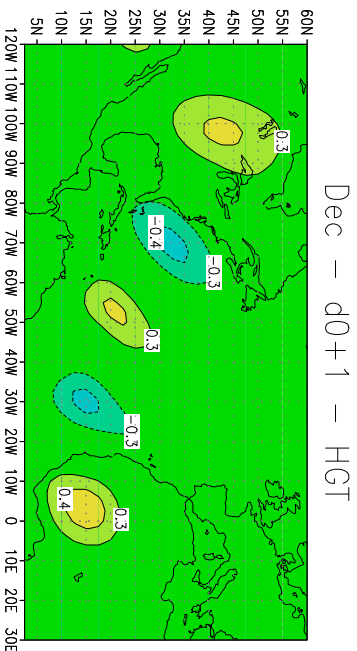 Dec – d0+1 – HGT
60N
55N
50N
45N
40N
35N
30N
25N
20N
15N
10N
5N
0.3
-0.4
-0.3
0.3
-0.3
0.4
0.3
120W 110W 100W 90W 80W 70W 60W 50W 40W 30W 20W 10W 0 10E 20E 30E